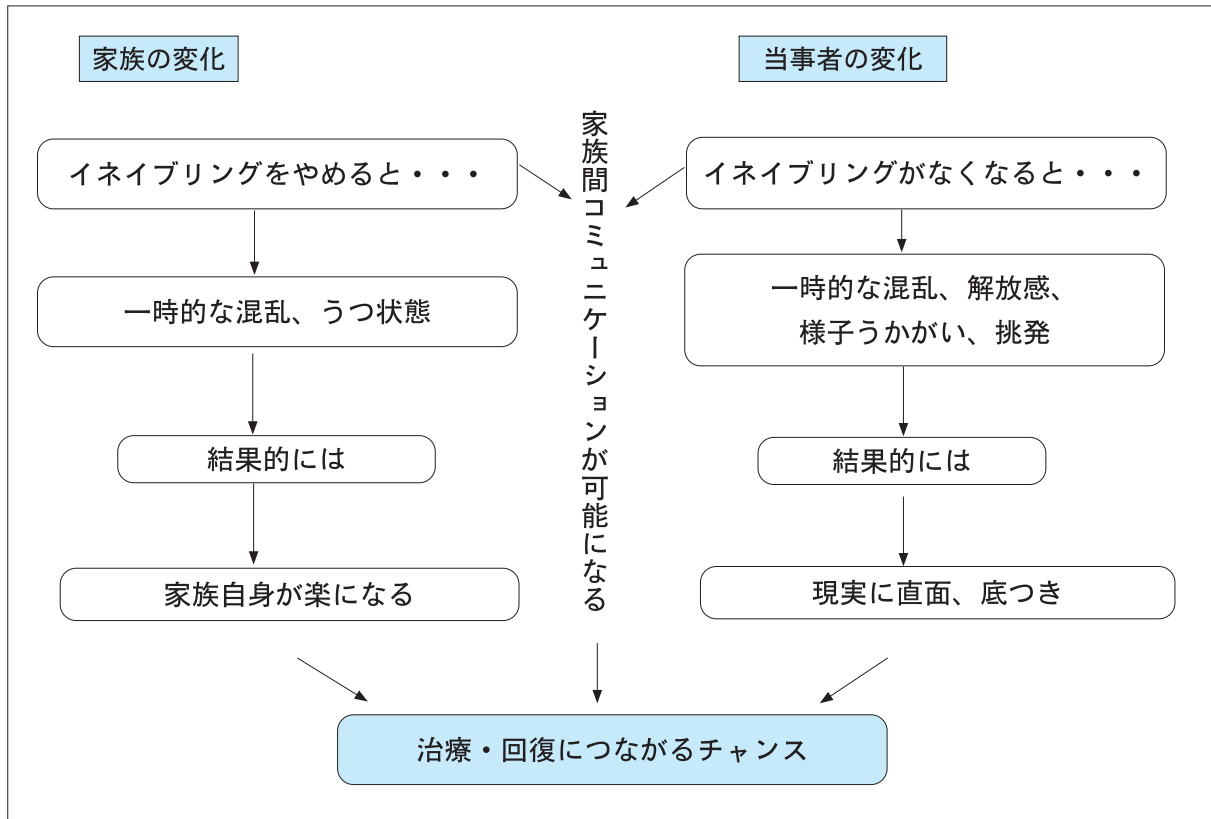 家族の変化
イネイブリングをやめると・・・
一時的な混乱、うつ状態
結果的には
家族自身が楽になる
家族間コミュニケーションが可能になる
当事者の変化
イネイブリングがなくなると・・・
一時的な混乱、解放感、
様子うかがい、挑発
結果的には
現実に直面、底つき
治療・回復につながるチャンス